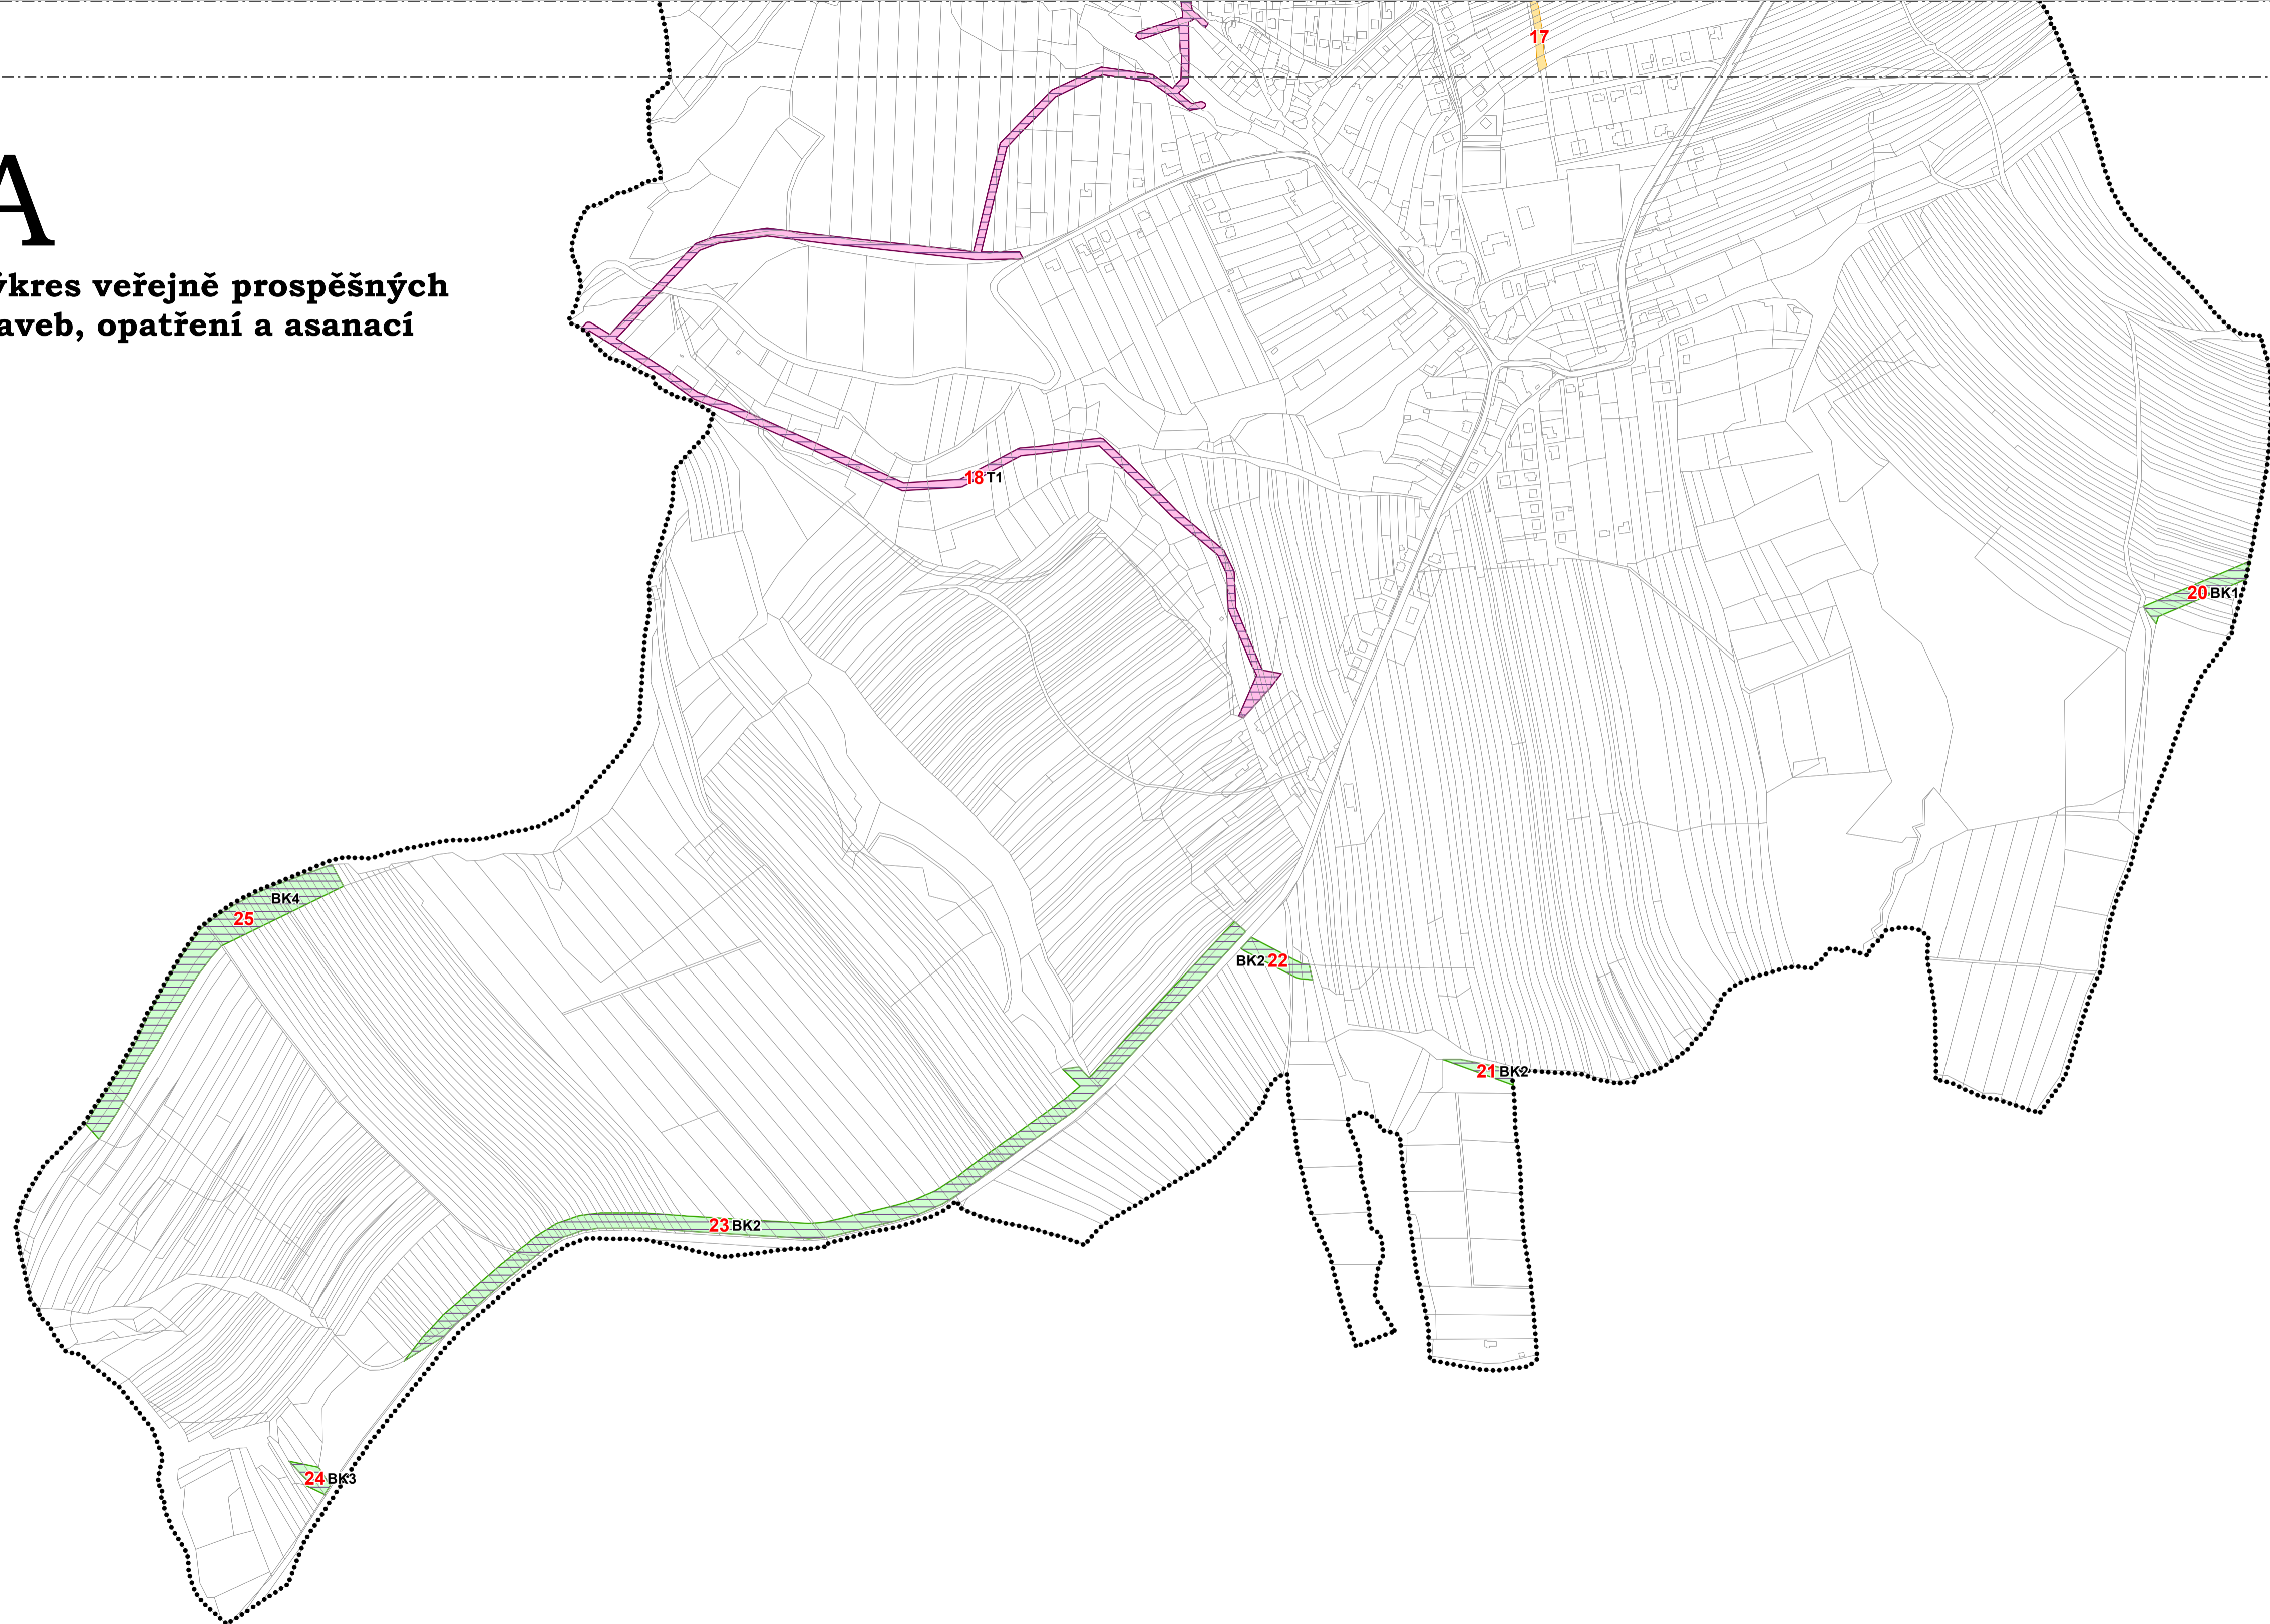 17
A
ýkres veřejně prospěšných
aveb, opatření a asanací
18 T1
20 BK1
BK4
25
BK2 22
21 BK2
23 BK2
24 BK3